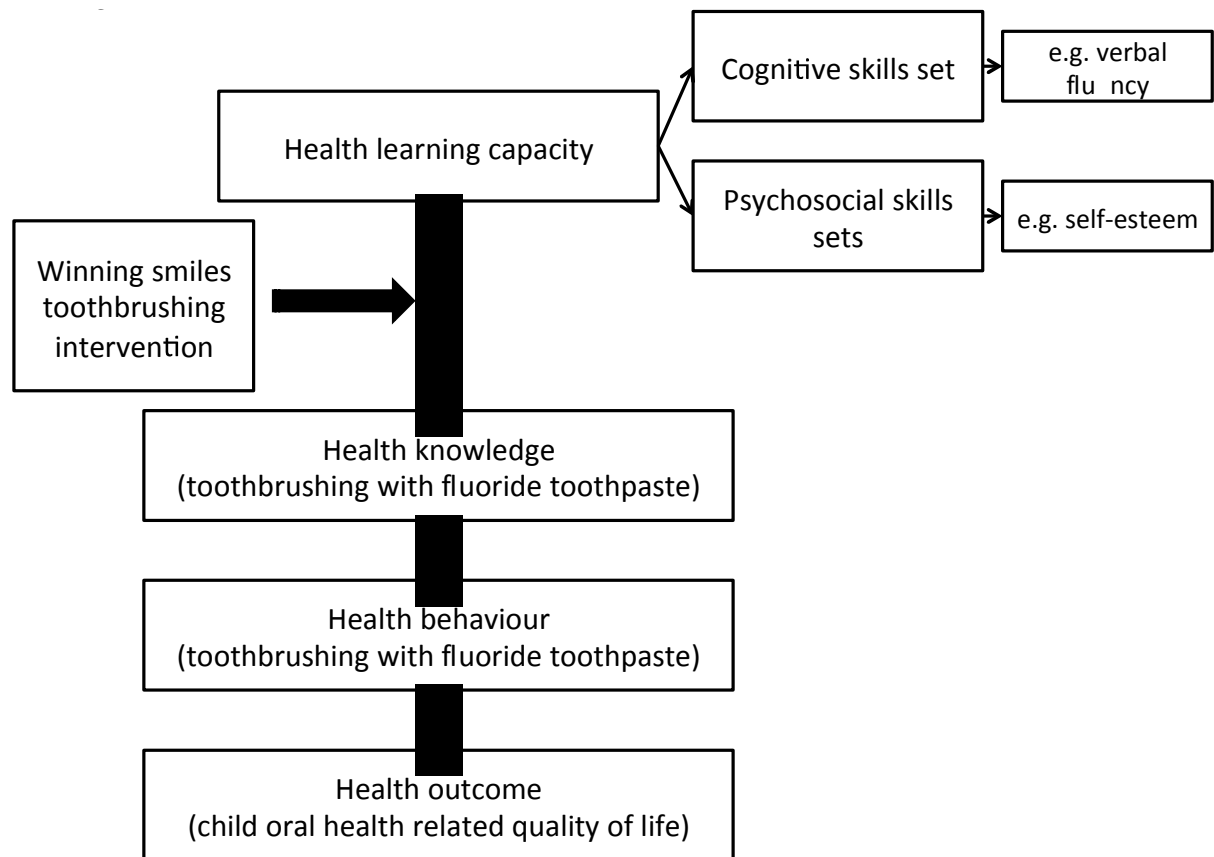 Cognitive skills set
e.g. verbal
flu ncy
Health learning capacity
Psychosocial skills
sets
e.g. self-esteem
Winning smiles
toothbrushing
intervention
Health knowledge
(toothbrushing with fluoride toothpaste)
Health behaviour
(toothbrushing with fluoride toothpaste)
Health outcome
(child oral health related quality of life)